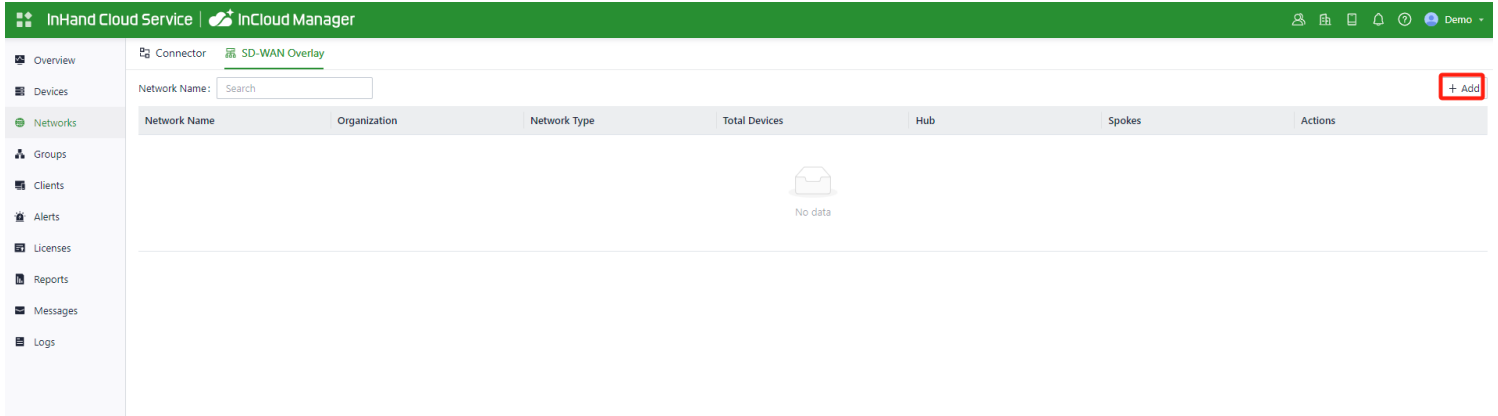 InHand Cloud Service | InCloud Manager
Demo
Overview
Devices
Networks
Groups
Clients
Alerts
Licenses
Reports
Messages
Logs
Connector SD-WAN Overlay
Network Name: Search + Add
Network Name Organization Network Type Total Devices Hub Spokes Actions
No data